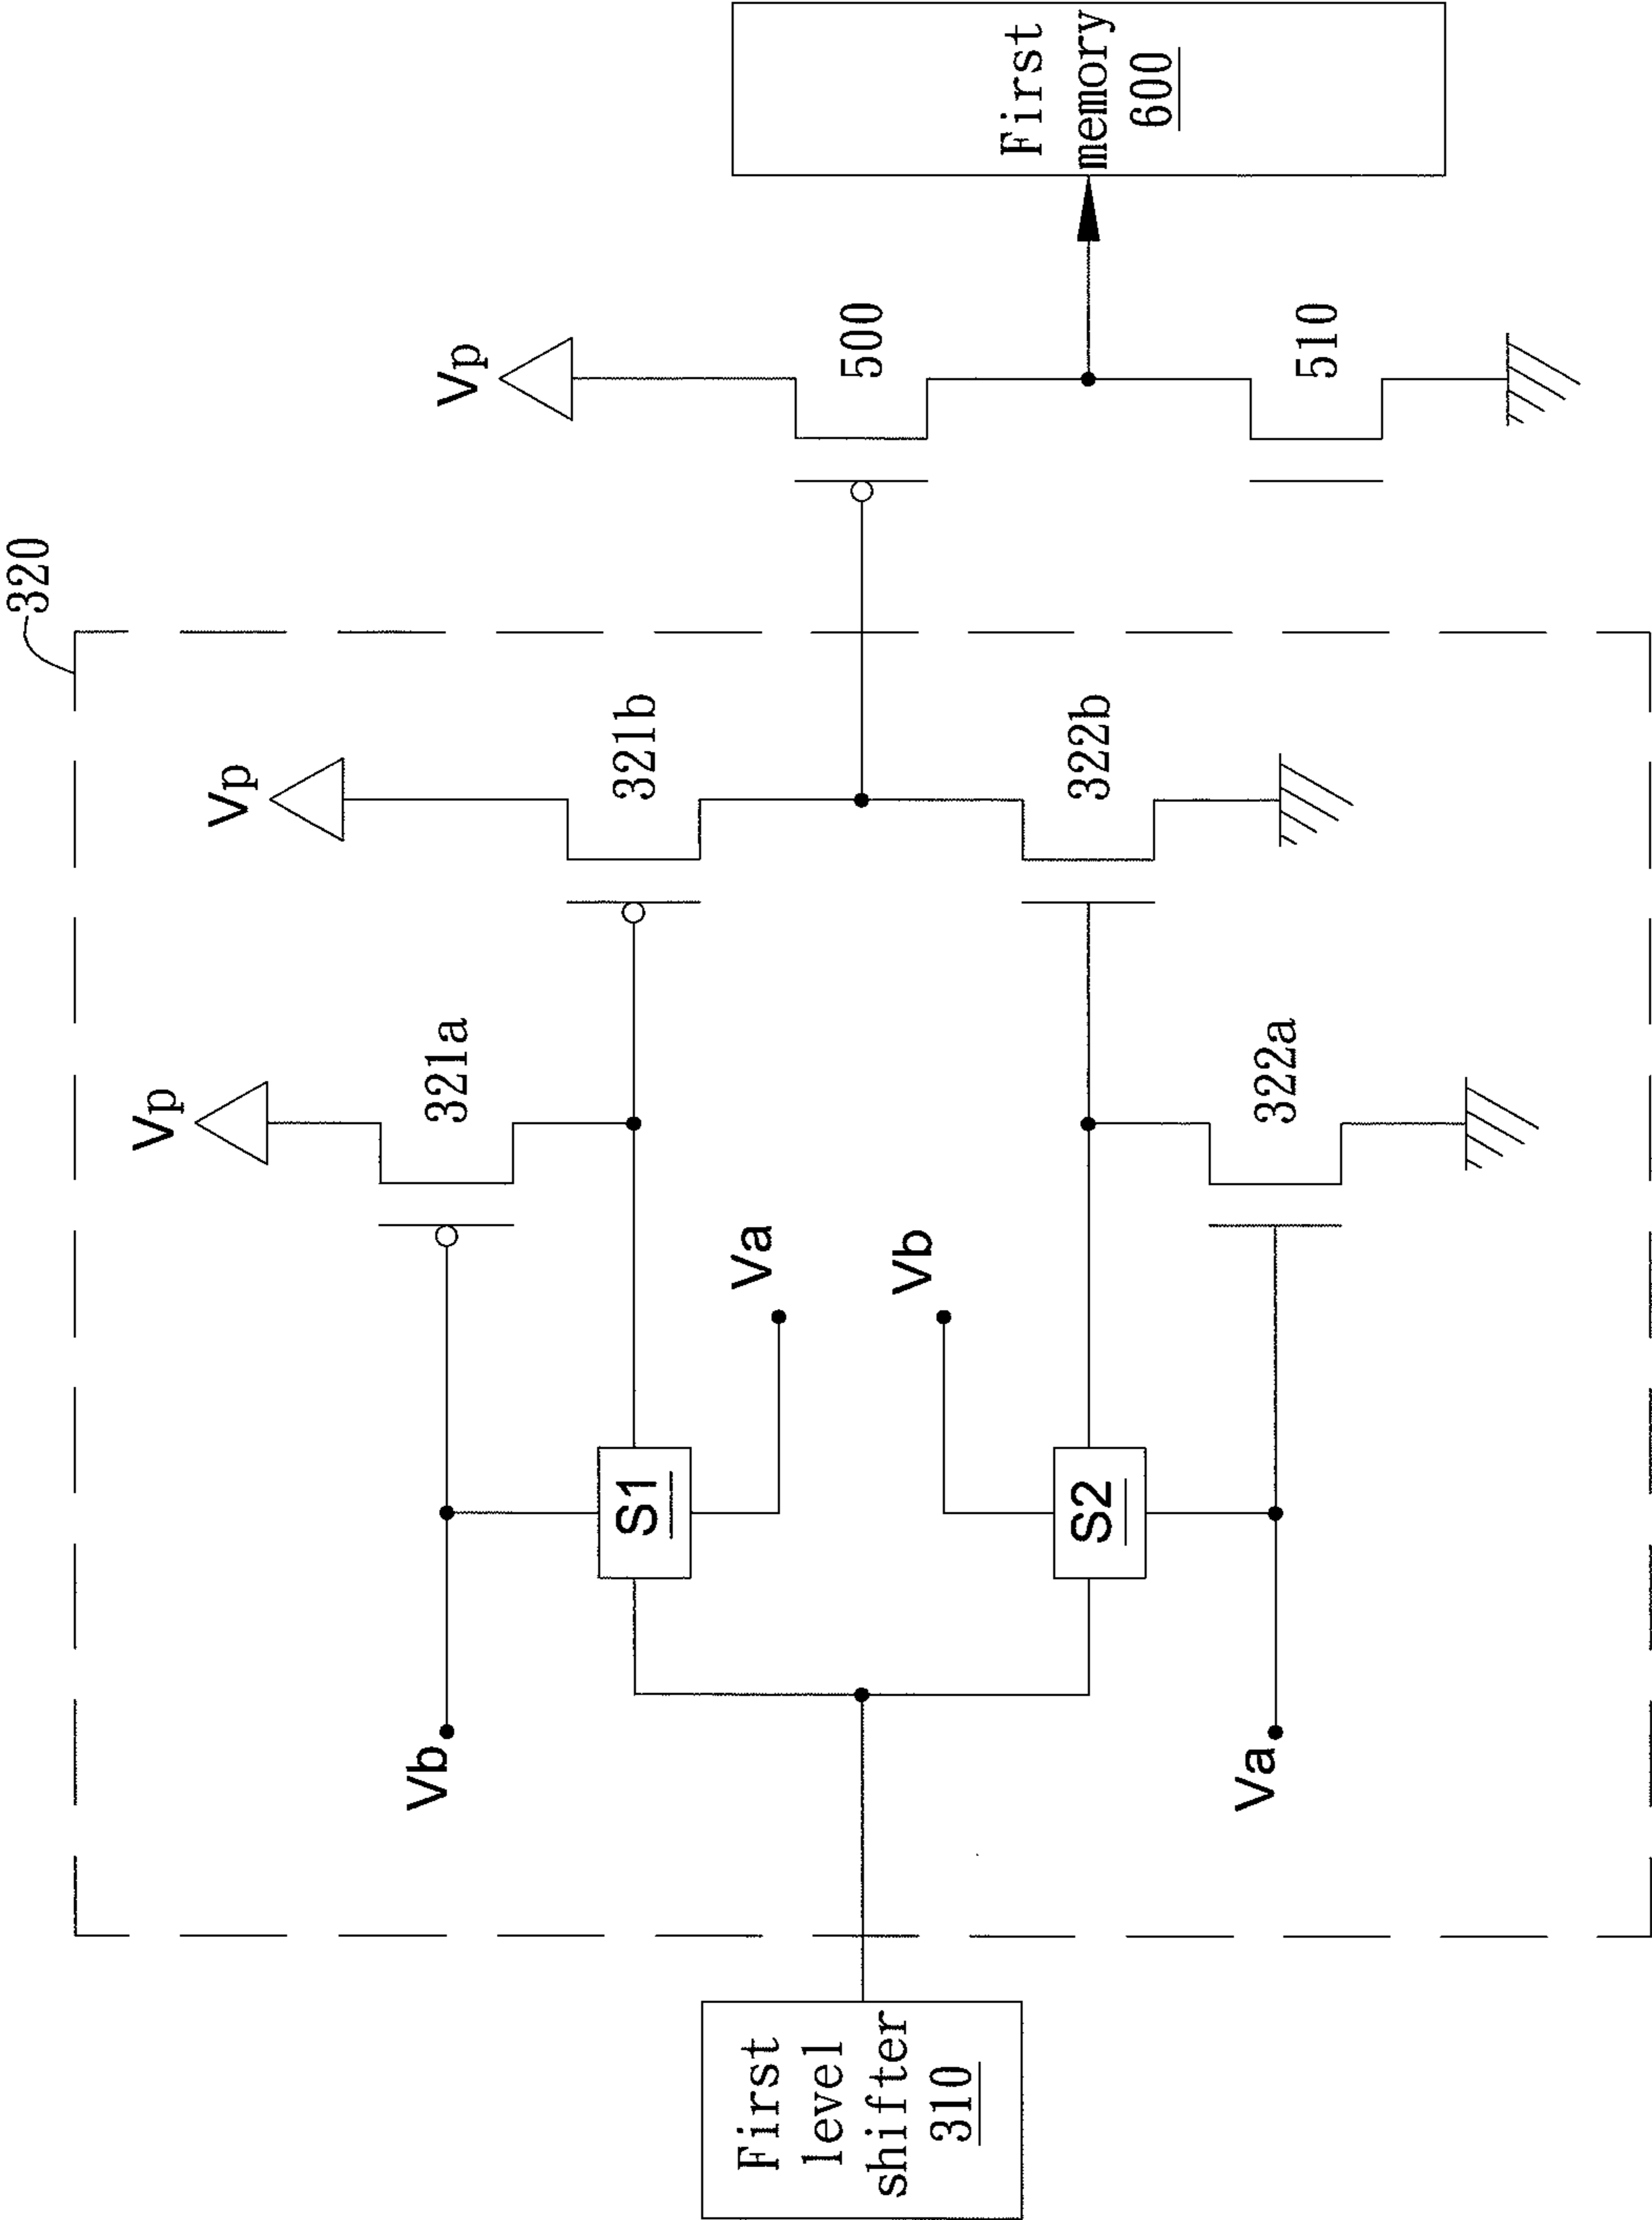 320
Vp
Vp
Vp
321a
321b
500
Vb
S1
Va
First
level
shifter
310
First
memory
600
Vb
S2
322b
510
Va
322a